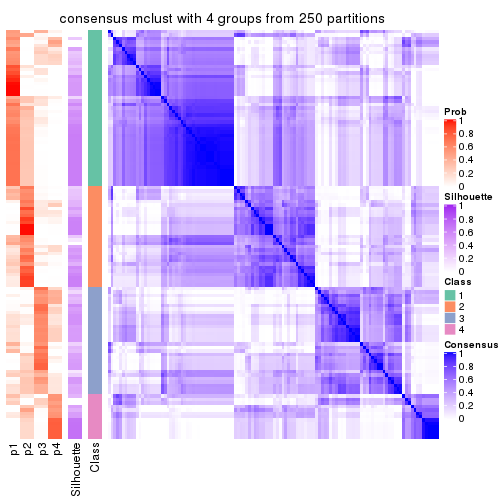 consensus mclust with 4 groups from 250 partitions
Prob
1
0.8
0.6
0.4
0.2
0
Silhouette
1
0.8
0.6
0.4
0.2
0
Class
1
2
3
4
Consensus
1
0.8
0.6
0.4
0.2
0
p1
p2
p3
p4
Silhouette
Class